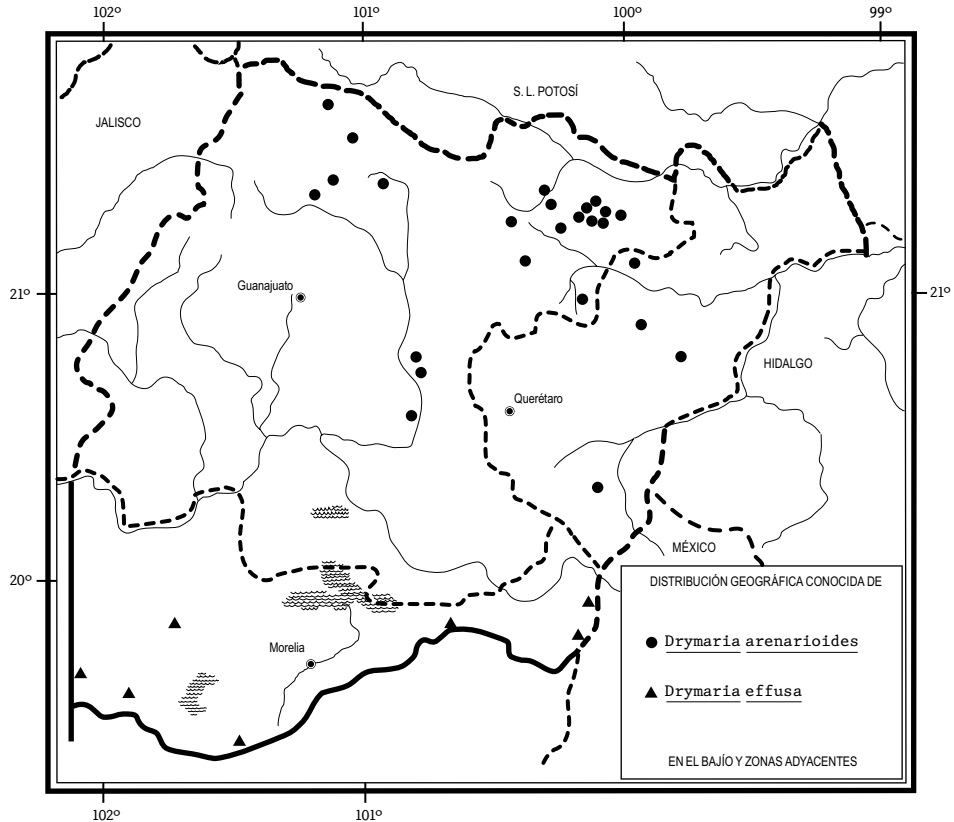 102º 101º 100º 99º
S. L. POTOSÍ
JALISCO
Guanajuato
21º 21º
HIDALGO
Querétaro
MÉXICO
20º
DISTRIBUCIÓN GEOGRÁFICA CONOCIDA DE
Drymaria arenarioides
Morelia
Drymaria effusa
EN EL BAJÍO Y ZONAS ADYACENTES
102º 101º